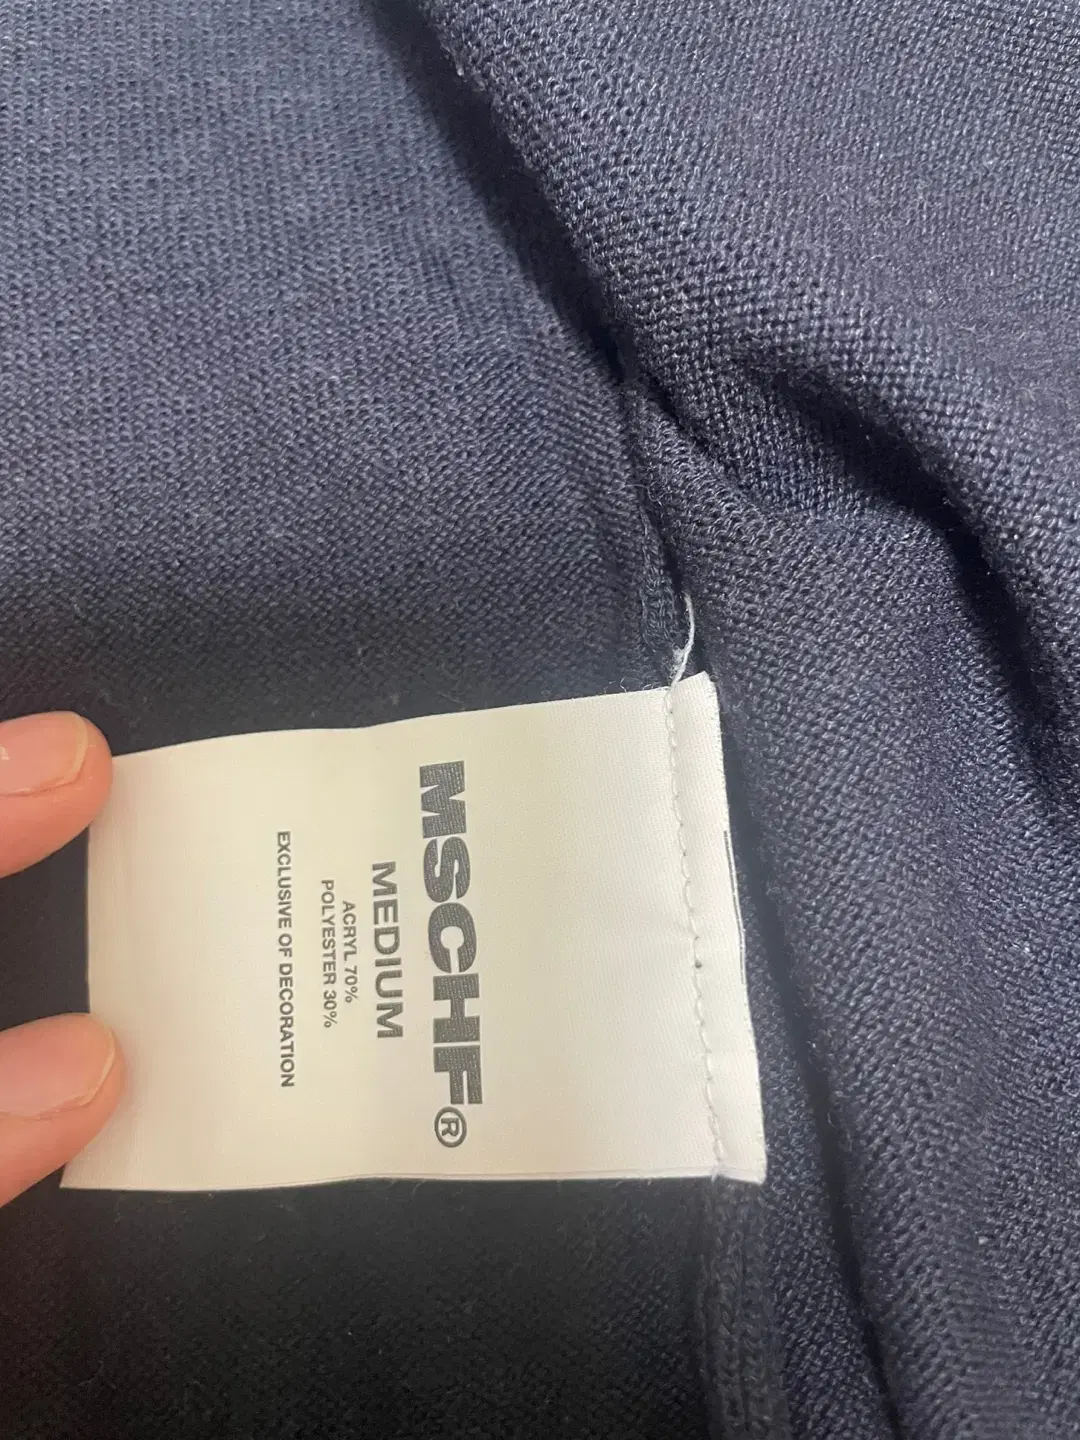 MSCHF®
MEDIUM
ACRYL 70%
POLYESTER 30%
EXCLUSIVE OF DECORATION